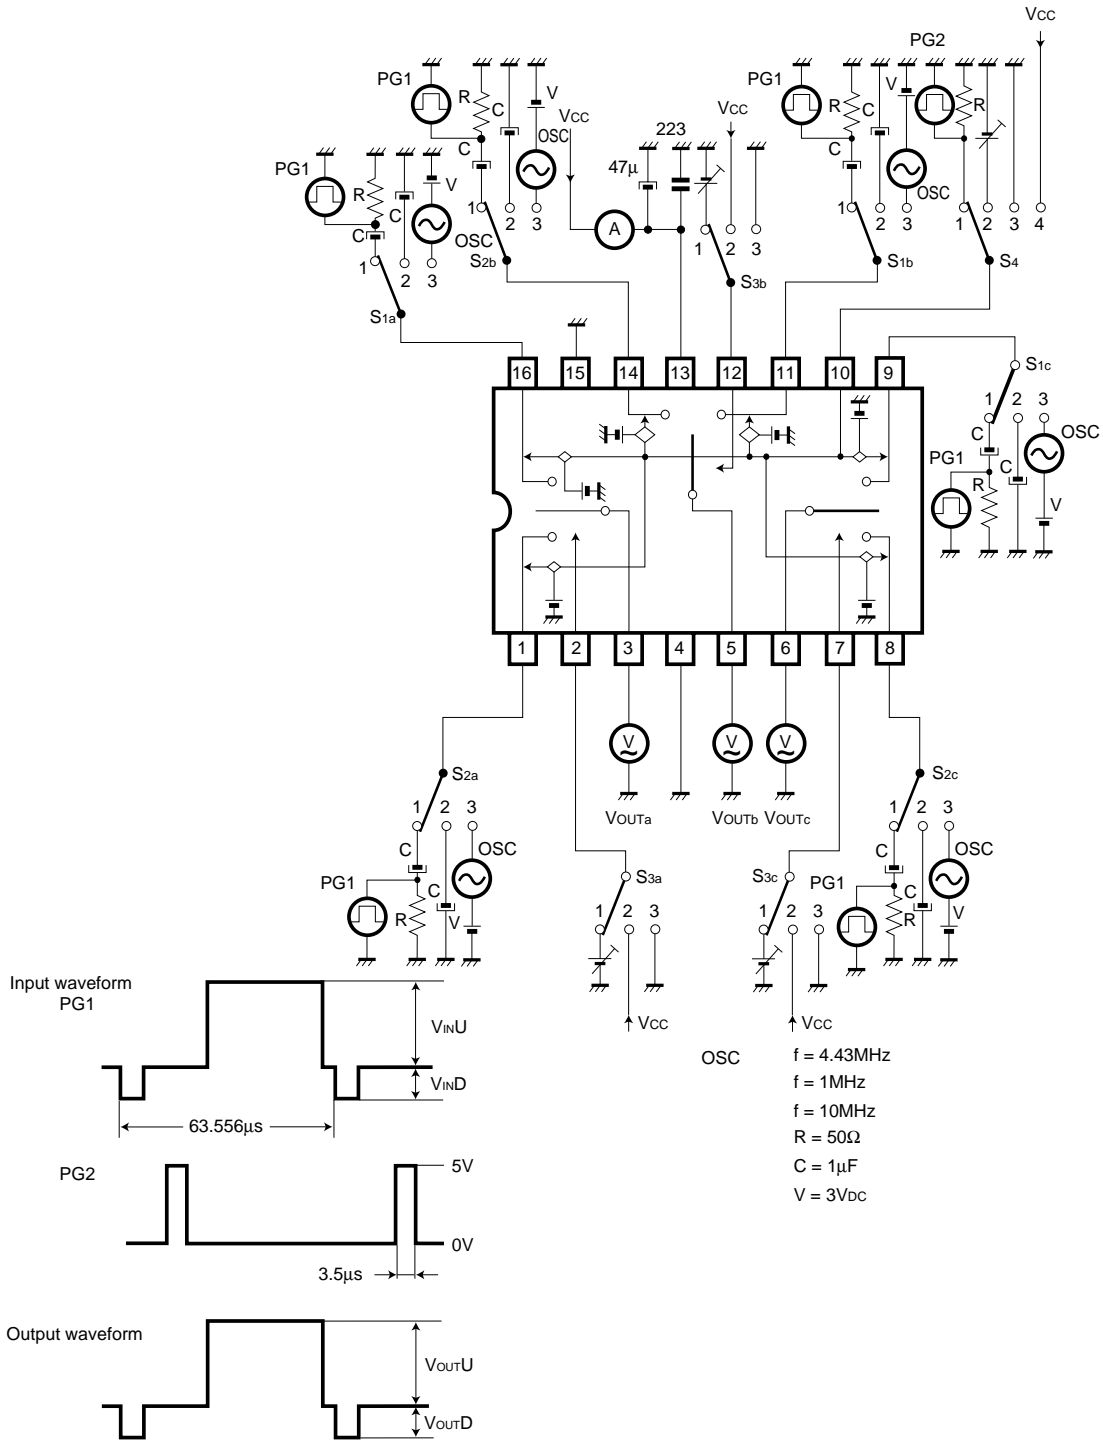 VCC
PG2
PG1 R C V OSC
VCC
223
PG1 R C V
R
47µ
VCC
C
C
OSC
PG1 R C V
C
OSC
A
1 2 3
1 2 3
1 2 3
1 2 3 4
1 2 3
S2b
S3b
S1b
S4
S1a
16 15 14 13 12 11 10 9
S1c
1 2 3
C
OSC
PG1
C
R
V
1 2 3 4 5 6 7 8
V
V
V
S2a
S2c
1 2 3
1 2 3
VOUTa
VOUTb
VOUTc
C
OSC
C
OSC
PG1
C
R
V
S3a
S3c
PG1
C
R
V
1 2 3
1 2 3
VCC
VCC
Input waveform
PG1
VINU
VIND
63.556µs
OSC
f = 4.43MHz
f = 1MHz
f = 10MHz
R = 50Ω
C = 1µF
V = 3VDC
PG2
5V
0V
3.5µs
Output waveform
VOUTU
VOUTD